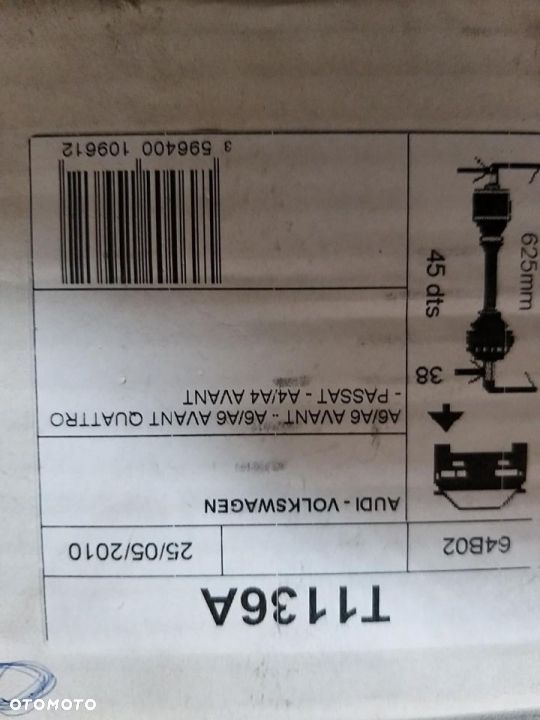 T1136A
64B02
25/05/2010
AUDI - VOLKSWAGEN
A6/A6 AVANT - A6/A6 AVANT QUATTRO
- PASSAT - A4/A4 AVANT
38
45 dts
625mm
3 596400 109612
OTOMOTO